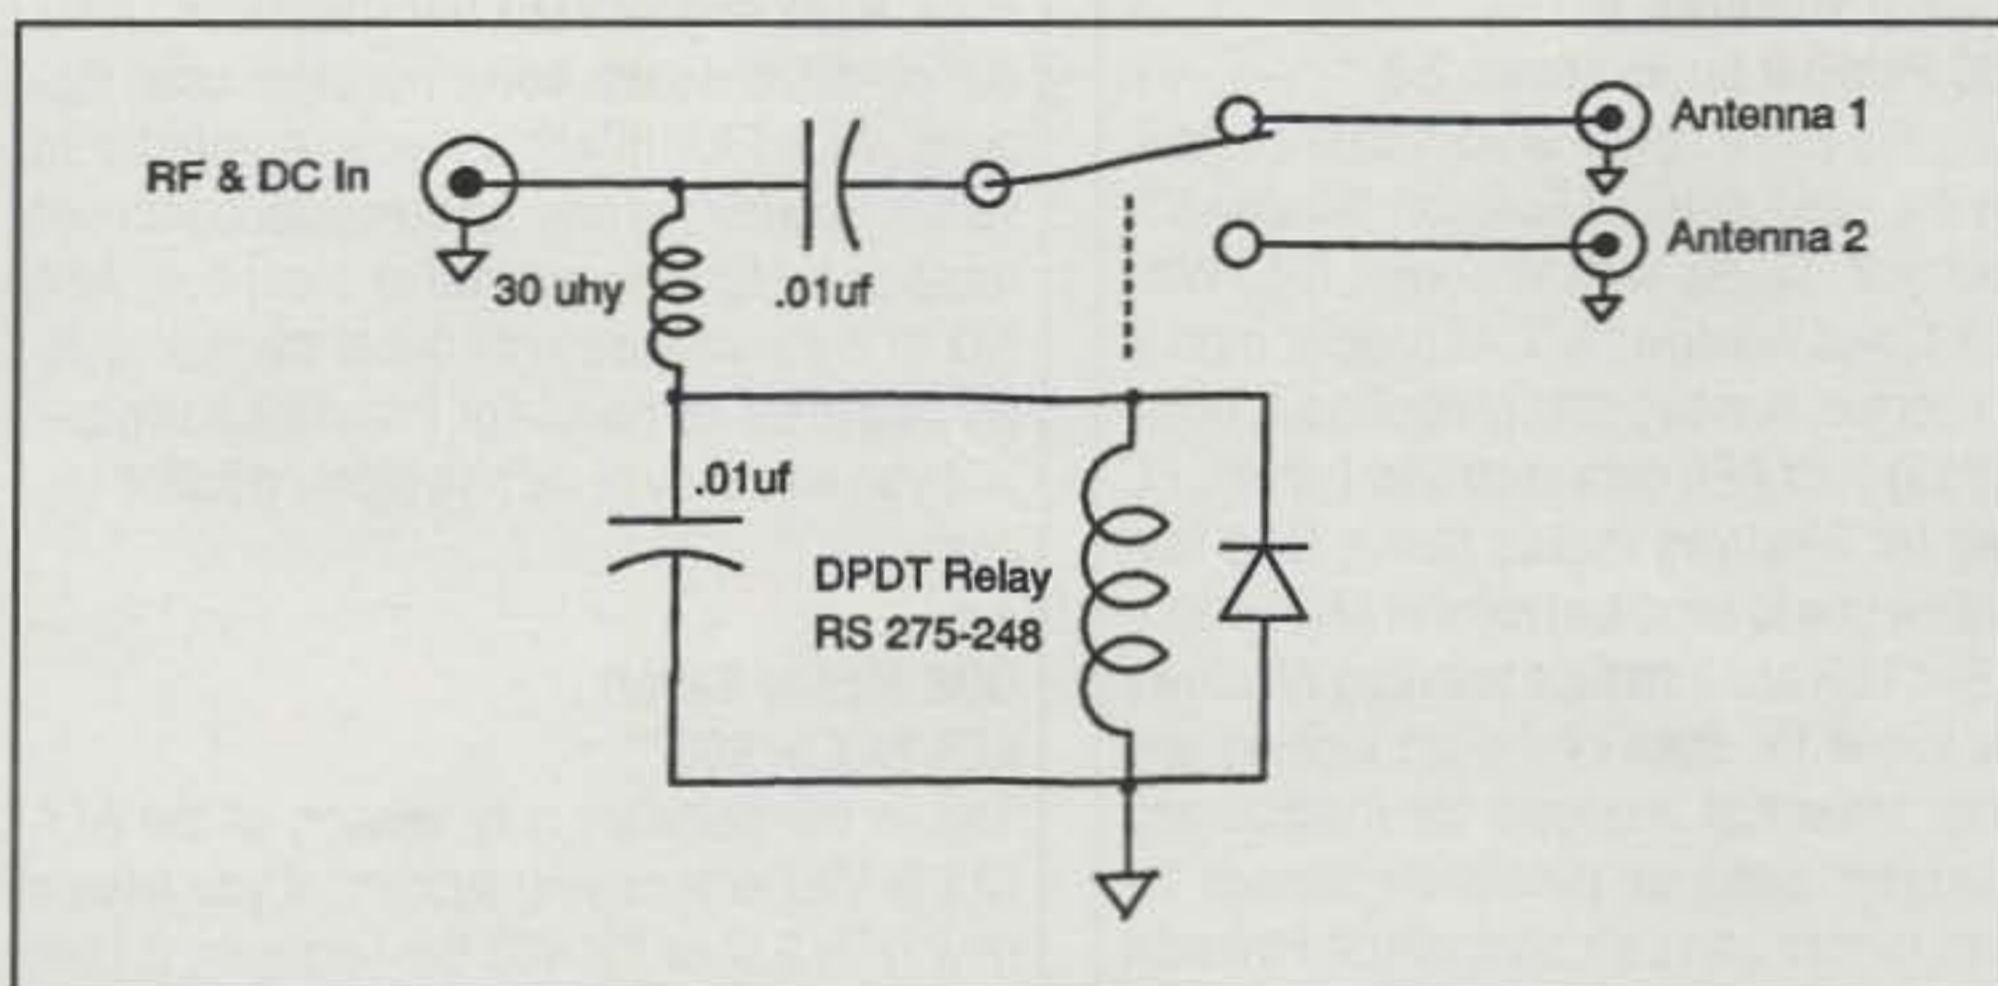 RF & DC In
Antenna 1
Antenna 2
30 uhy
.01uf
.01uf
DPDT Relay
RS 275-248